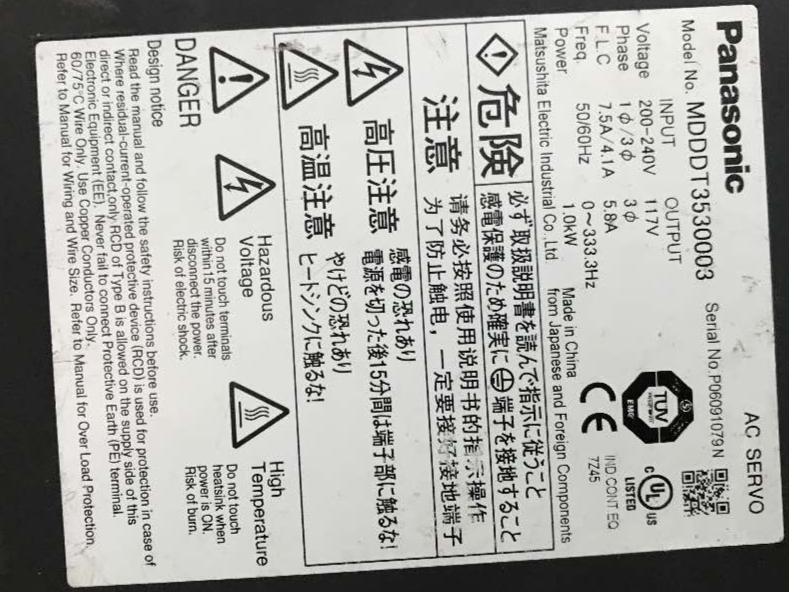 Panasonic
AC SERVO
Model No. MDDDT3530003
Serial No.P06091079N
INPUT OUTPUT
Voltage 200-240V 117V
Phase 1φ/3φ 3φ
F.L.C 7.5A/4.1A 5.8A
Freq. 50/60Hz 0~333.3Hz
Power 1.0kW
TÜV
EMC
CE
c UL us
LISTED
IND.CONT.EQ.
7Z45
Matsushita Electric Industrial Co.,Ltd.
Made in China
from Japanese and Foreign Components
危険
必ず取扱説明書を読んで指示に従うこと
感電保護のため確実に端子を接地すること
注意
请务必按照使用说明书的指示操作
为了防止触电，一定要接好接地端子
高圧注意
感電の恐れあり
電源を切った後15分間は端子部に触るな!
高温注意
やけどの恐れあり
ヒートシンクに触るな!
DANGER
Hazardous
Voltage
Do not touch terminals
within 15 minutes after
disconnect the power.
Risk of electric shock.
High
Temperature
Do not touch
heatsink when
power is ON.
Risk of burn.
Design notice
Read the manual and follow the safety instructions before use.
Where residual-current-operated protective device (RCD) is used for protection in case of
direct or indirect contact,only RCD of Type B is allowed on the supply side of this
Electronic Equipment (EE). Never fail to connect Protective Earth (PE) terminal.
60/75°C Wire Only. Use Copper Conductors Only.
Refer to Manual for Wiring and Wire Size. Refer to Manual for Over Load Protection.